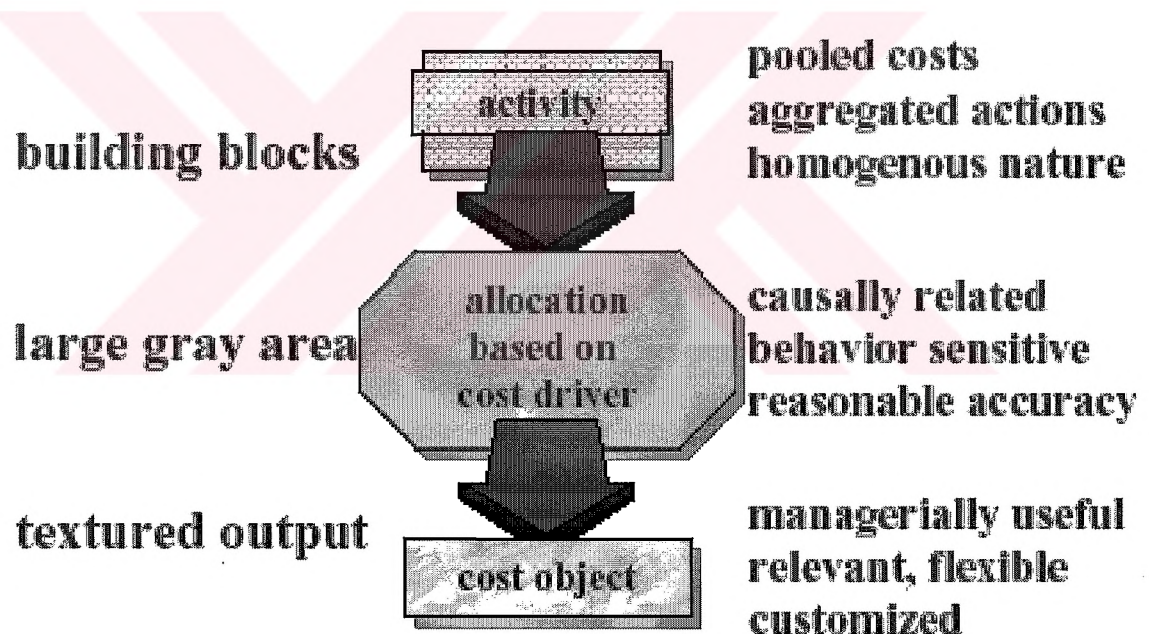 building blocks
activity
pooled costs
aggregated actions
homogenous nature
large gray area
allocation
based on
cost driver
causally related
behavior sensitive
reasonable accuracy
textured output
cost object
managerially useful
relevant, flexible
customized